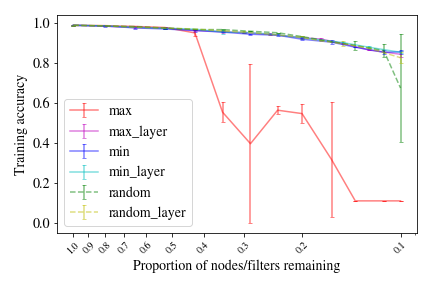 Training accuracy
1.0
0.8
0.6
0.4
0.2
0.0
max
max_layer
min
min_layer
random
random_layer
1.0 0.9 0.8 0.7 0.6 0.5 0.4 0.3 0.2 0.1
Proportion of nodes/filters remaining